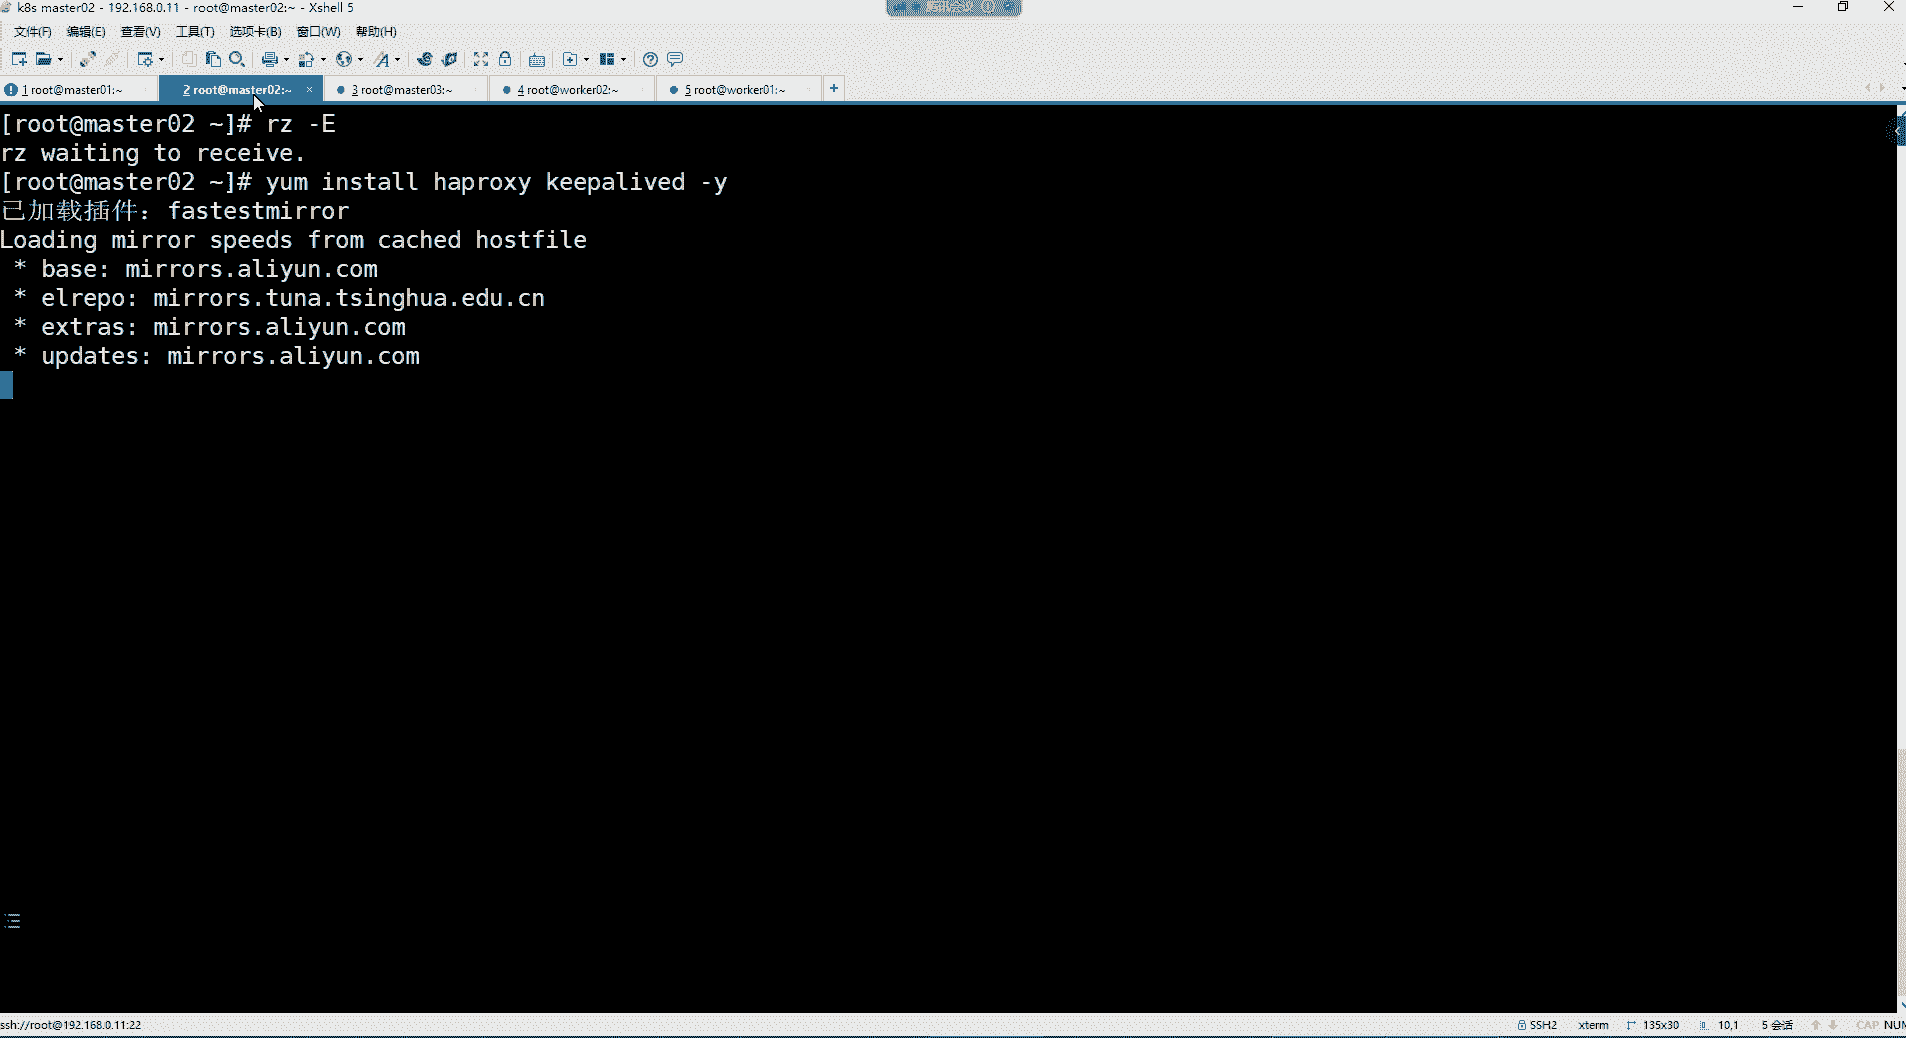 k8s master02 - 192.168.0.11 - root@master02:~ - Xshell 5
文件(F) 编辑(E) 查看(V) 工具(T) 选项卡(B) 窗口(W) 帮助(H)
1 root@master01:~ 2 root@master02:~ × 3 root@master03:~ 4 root@worker02:~ 5 root@worker01:~ +
[root@master02 ~]# rz -E
rz waiting to receive.
[root@master02 ~]# yum install haproxy keepalived -y
已加载插件：fastestmirror
Loading mirror speeds from cached hostfile
 * base: mirrors.aliyun.com
 * elrepo: mirrors.tuna.tsinghua.edu.cn
 * extras: mirrors.aliyun.com
 * updates: mirrors.aliyun.com
ssh://root@192.168.0.11:22 SSH2 xterm 135x30 10,1 5 会话 CAP NUM